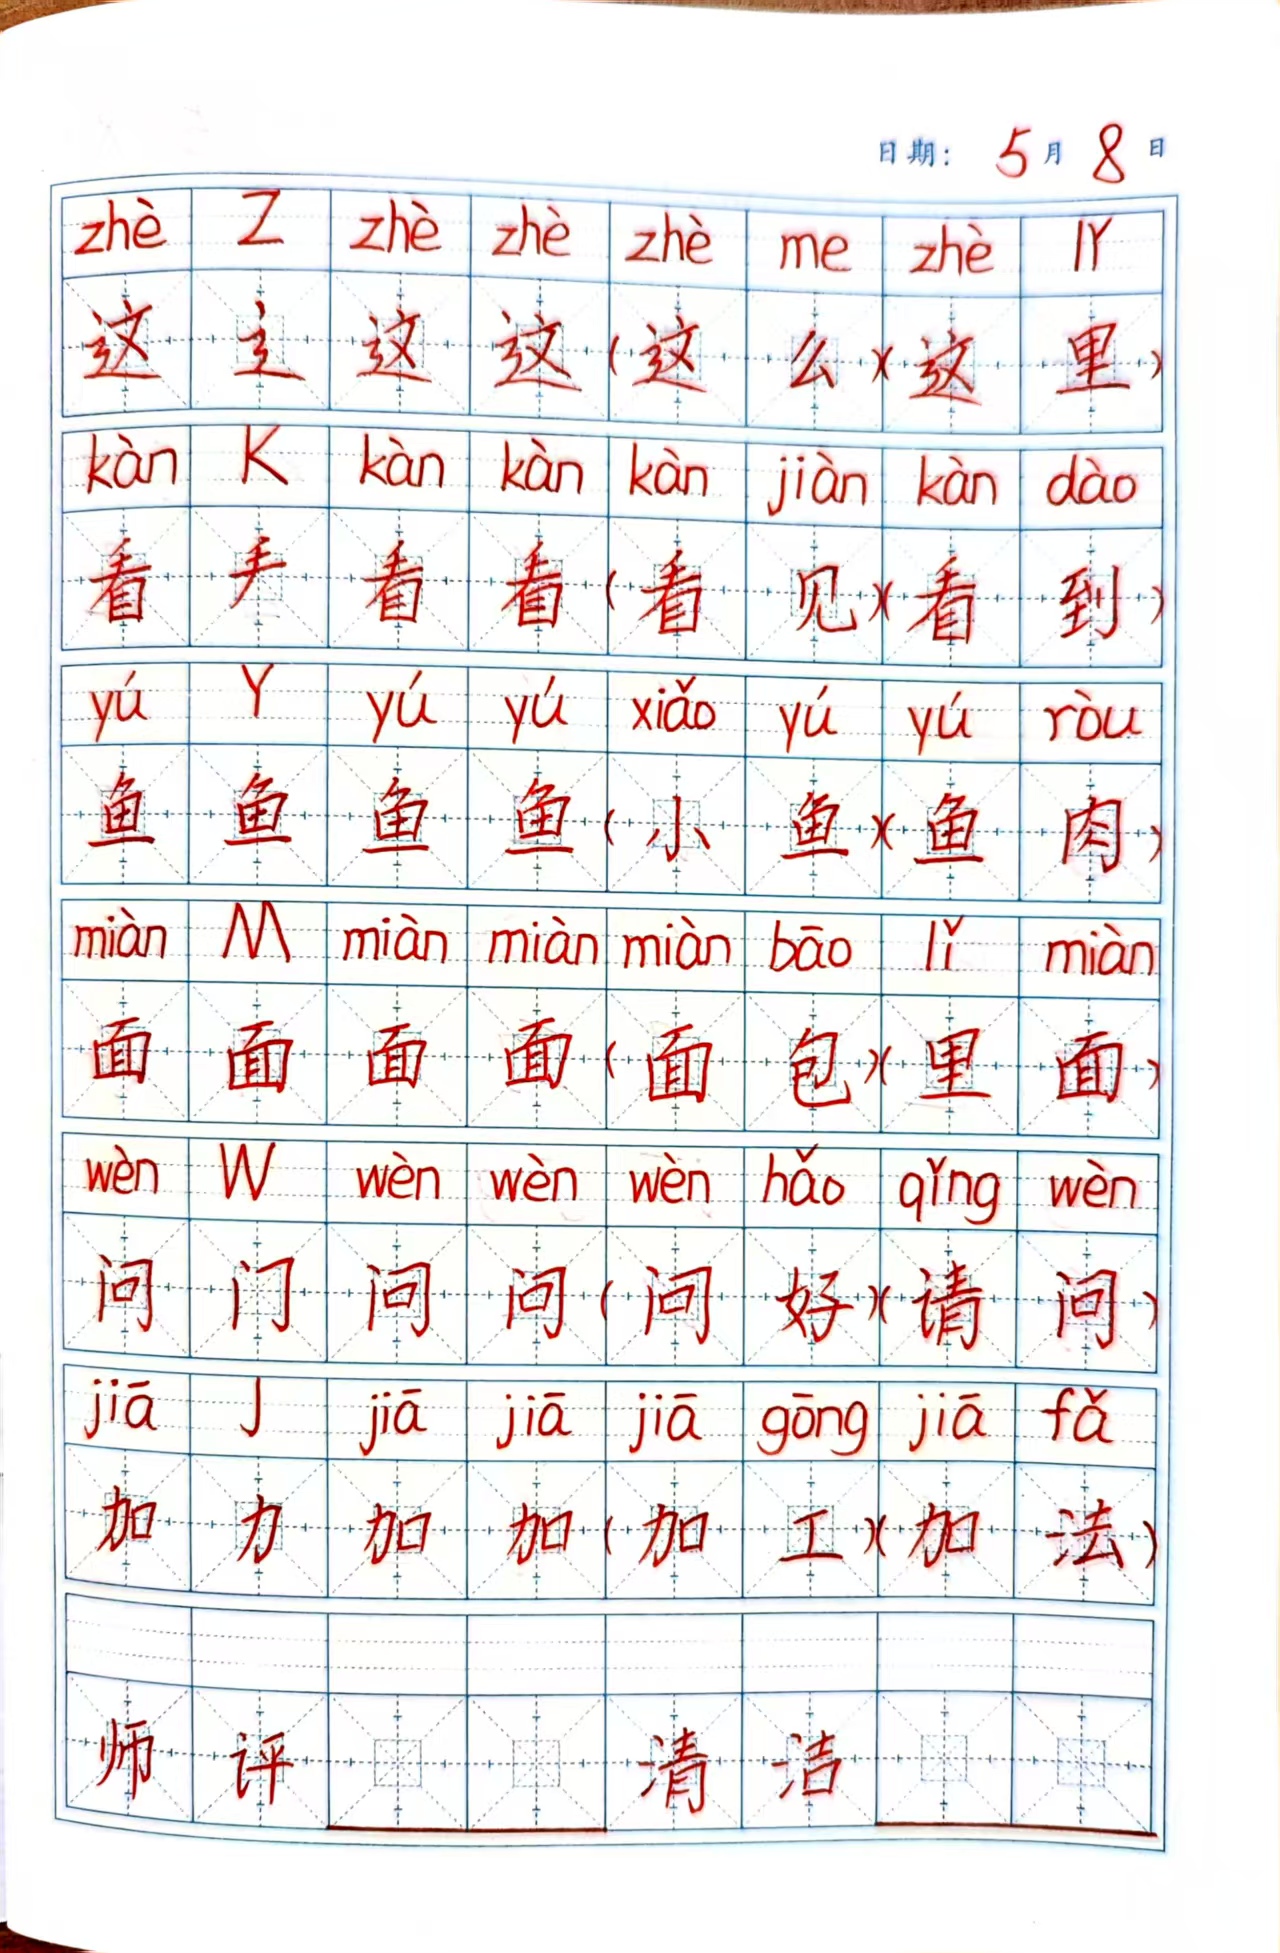 日期: 5月8日
zhè Z zhè zhè zhè me zhè lǐ
这 辶 这 这 (这 么)(这 里)
kàn K kàn kàn kàn jiàn kàn dào
看 龵 看 看 (看 见)(看 到)
yú Y yú yú xiǎo yú yú ròu
鱼 鱼 鱼 鱼 (小 鱼)(鱼 肉)
miàn M miàn miàn miàn bāo lǐ miàn
面 面 面 面 (面 包)(里 面)
wèn W wèn wèn wèn hǎo qǐng wèn
问 门 问 问 (问 好)(请 问)
jiā J jiā jiā jiā gōng jiā fǎ
加 力 加 加 (加 工)(加 法)
师 评 清 洁